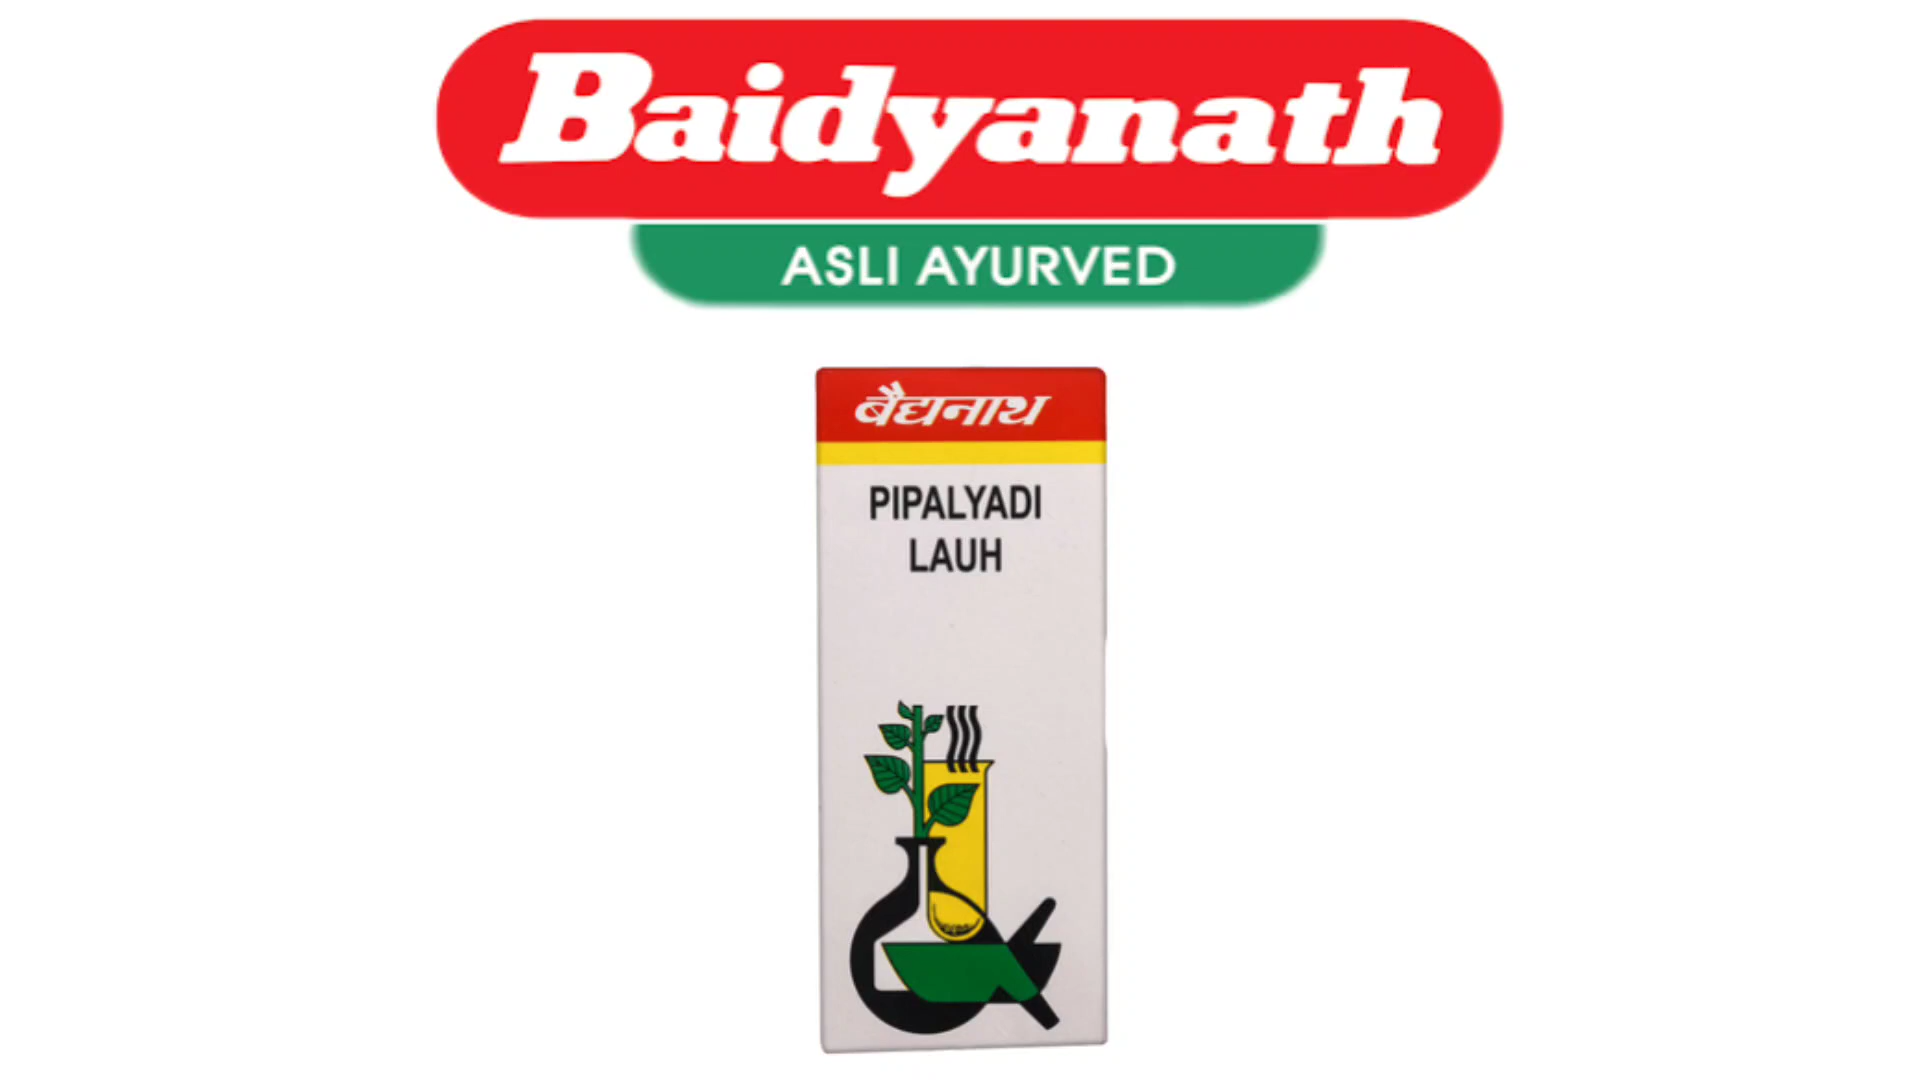 Baidyanath
ASLI AYURVED
बैद्यनाथ
PIPALYADI
LAUH